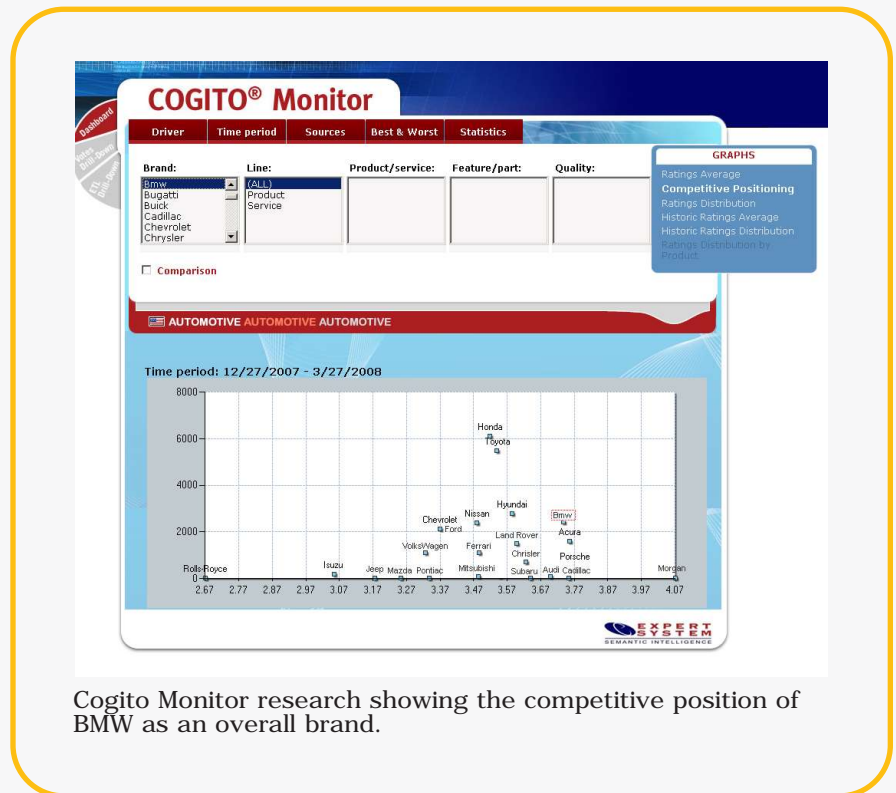 COGITO® Monitor
Dashboard
Votes Drill-Down
CTL Drill-Down
Driver Time period Sources Best & Worst Statistics
GRAPHS
Ratings Average
Competitive Positioning
Ratings Distribution
Historic Ratings Average
Historic Ratings Distribution
Ratings Distribution by
Product
Brand: Line: Product/service: Feature/part: Quality:
Bmw (ALL)
Bugatti Product
Buick Service
Cadillac
Chevrolet
Chrysler
Comparison
AUTOMOTIVE AUTOMOTIVE AUTOMOTIVE
Time period: 12/27/2007 - 3/27/2008
8000
Honda
6000
Toyota
4000
Hyundai
Nissan
Bmw
Chevrolet
Ford
2000
Acura
Land Rover
VolksWagen
Ferrari
Chrisler
Porsche
Rolls-Royce
Isuzu
Jeep Mazda Pontiac Mitsubishi Subaru Audi Cadillac Morgan
0
2.67 2.77 2.87 2.97 3.07 3.17 3.27 3.37 3.47 3.57 3.67 3.77 3.87 3.97 4.07
EXPERT
SYSTEM
SEMANTIC INTELLIGENCE
Cogito Monitor research showing the competitive position of
BMW as an overall brand.